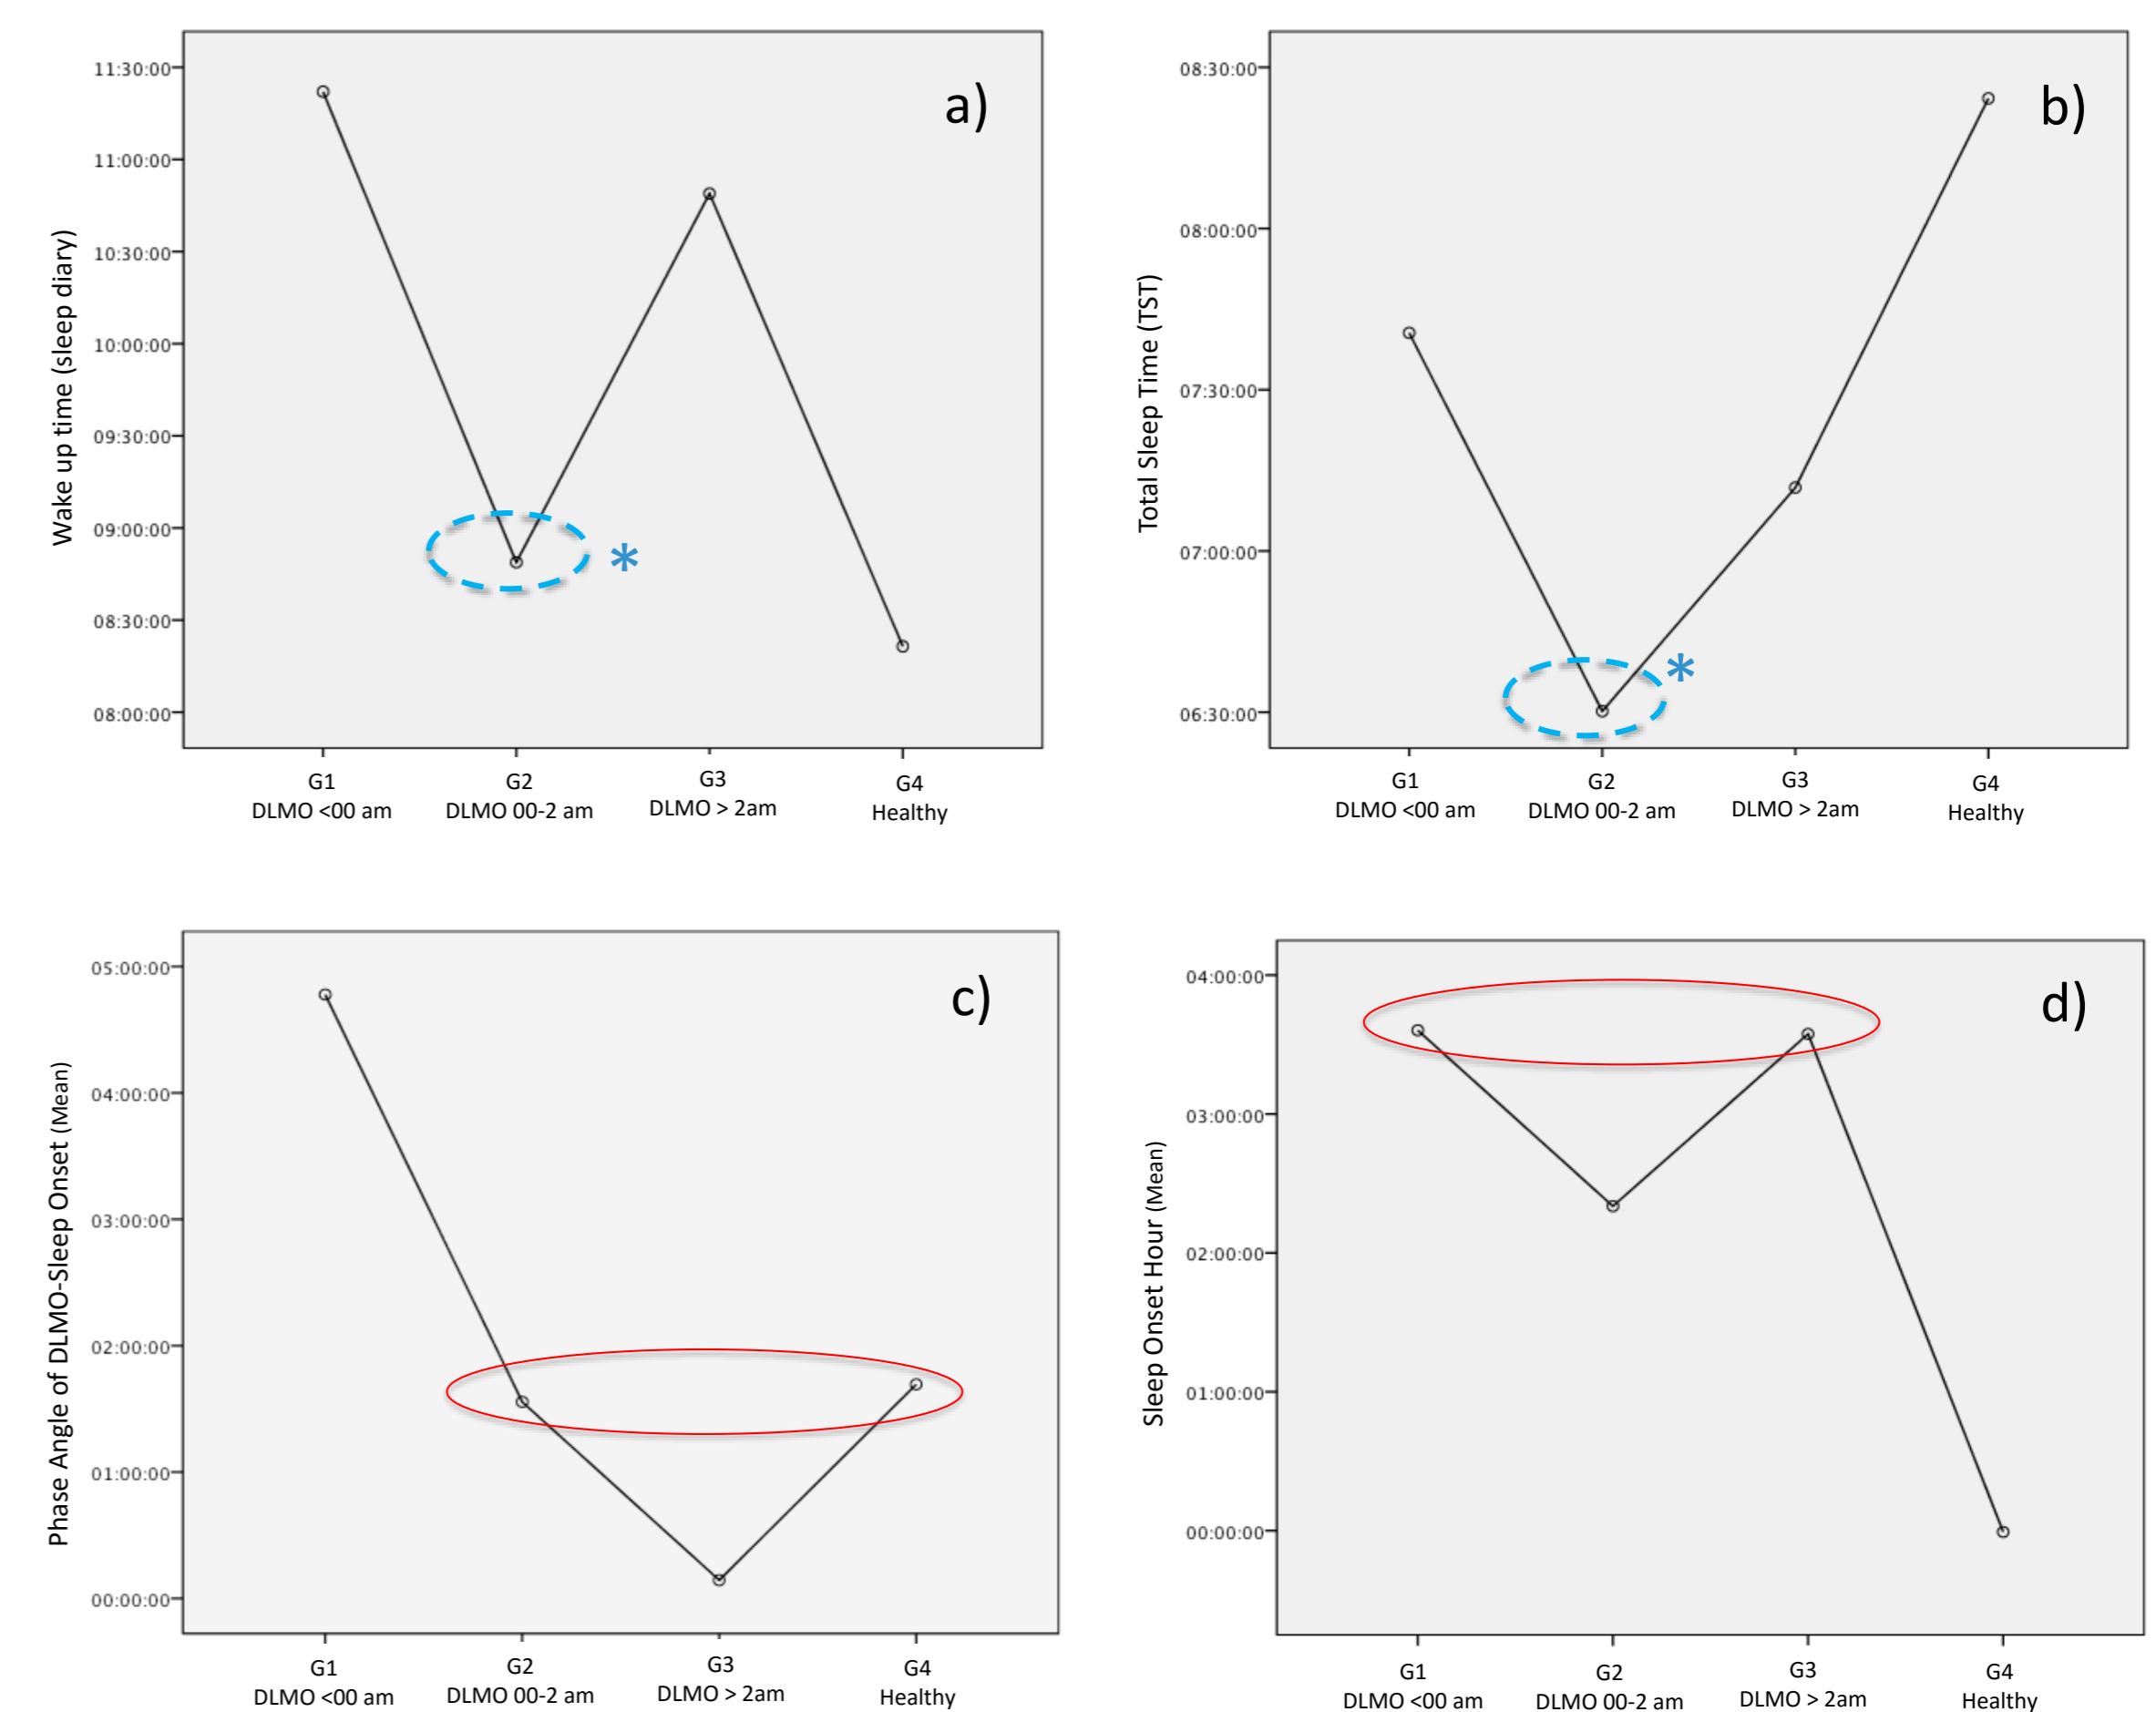 a)
Wake up time (sleep diary)
11:30:00
11:00:00
10:30:00
10:00:00
09:30:00
09:00:00
08:30:00
08:00:00
*
G1
DLMO <00 am
G2
DLMO 00-2 am
G3
DLMO > 2am
G4
Healthy
b)
Total Sleep Time (TST)
08:30:00
08:00:00
07:30:00
07:00:00
06:30:00
*
G1
DLMO <00 am
G2
DLMO 00-2 am
G3
DLMO > 2am
G4
Healthy
c)
Phase Angle of DLMO-Sleep Onset (Mean)
05:00:00
04:00:00
03:00:00
02:00:00
01:00:00
00:00:00
G1
DLMO <00 am
G2
DLMO 00-2 am
G3
DLMO > 2am
G4
Healthy
d)
Sleep Onset Hour (Mean)
04:00:00
03:00:00
02:00:00
01:00:00
00:00:00
G1
DLMO <00 am
G2
DLMO 00-2 am
G3
DLMO > 2am
G4
Healthy